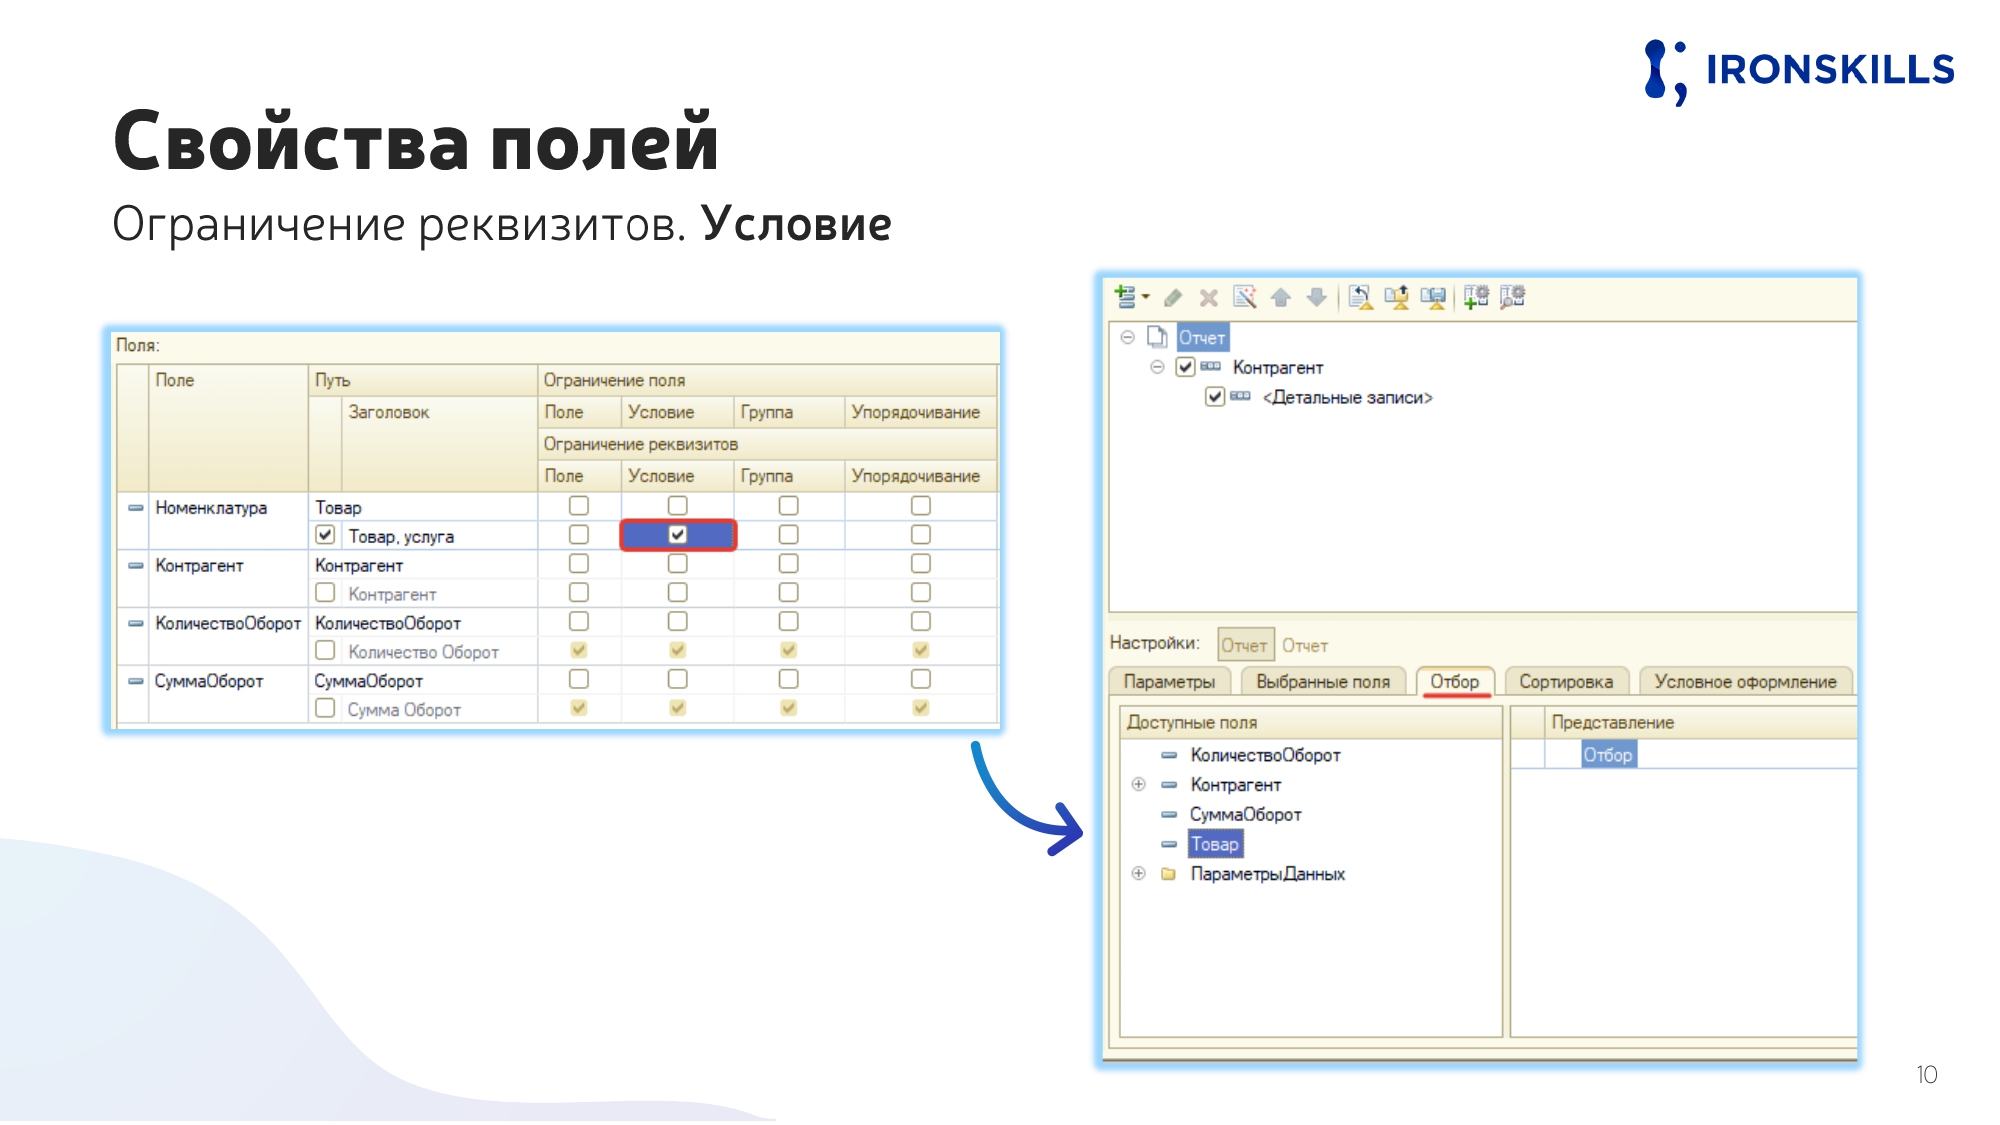 IRONSKILLS
Свойства полей
Ограничение реквизитов. Условие
Поля:
Поле Путь Ограничение поля
Заголовок Поле Условие Группа Упорядочивание
Ограничение реквизитов
Поле Условие Группа Упорядочивание
Номенклатура Товар
Товар, услуга
Контрагент Контрагент
Контрагент
КоличествоОборот КоличествоОборот
Количество Оборот
СуммаОборот СуммаОборот
Сумма Оборот
Отчет
Контрагент
<Детальные записи>
Настройки: Отчет Отчет
Параметры Выбранные поля Отбор Сортировка Условное оформление
Доступные поля Представление
КоличествоОборот Отбор
Контрагент
СуммаОборот
Товар
ПараметрыДанных
10